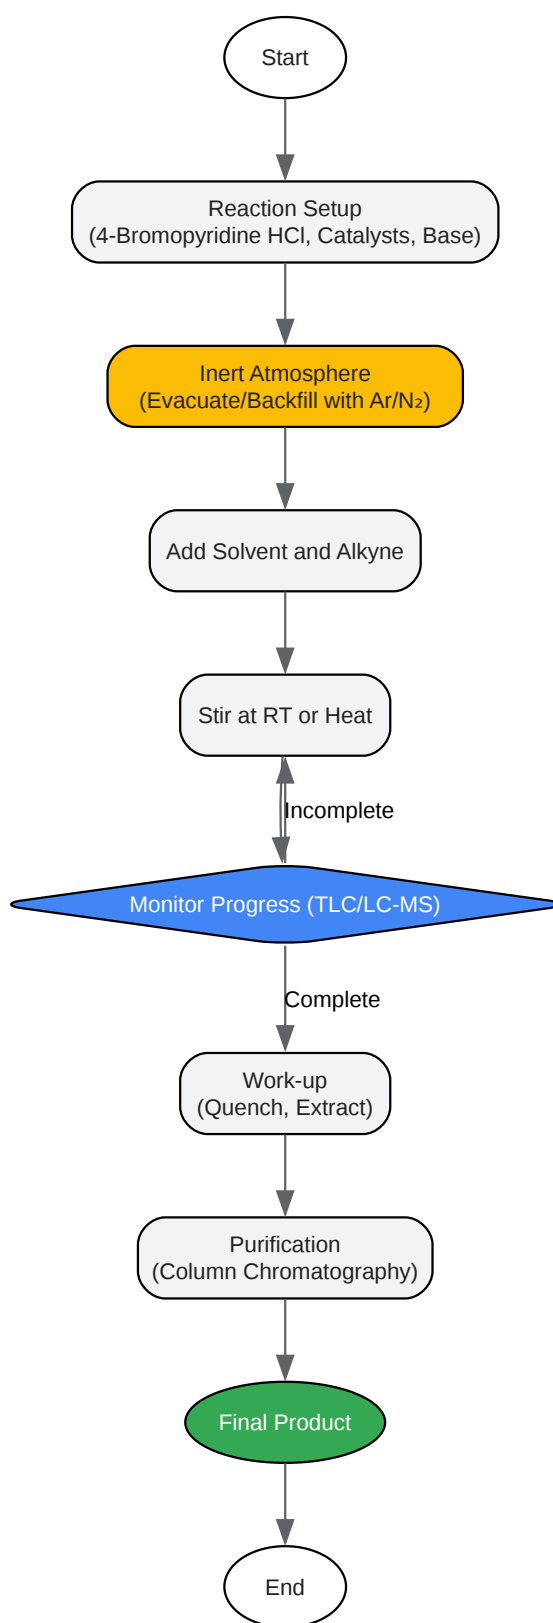 Start
Reaction Setup
(4-Bromopyridine HCl, Catalysts, Base)
Inert Atmosphere
(Evacuate/Backfill with Ar/N₂)
Add Solvent and Alkyne
Stir at RT or Heat
Incomplete
Monitor Progress (TLC/LC-MS)
Complete
Work-up
(Quench, Extract)
Purification
(Column Chromatography)
Final Product
End